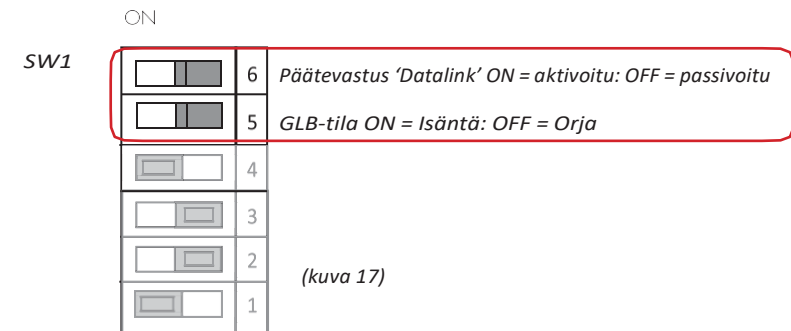 ON
SW1
6 Päätevastus ‘Datalink’ ON = aktivoitu: OFF = passivoitu
5 GLB-tila ON = Isäntä: OFF = Orja
4
3
2
(kuva 17)
1